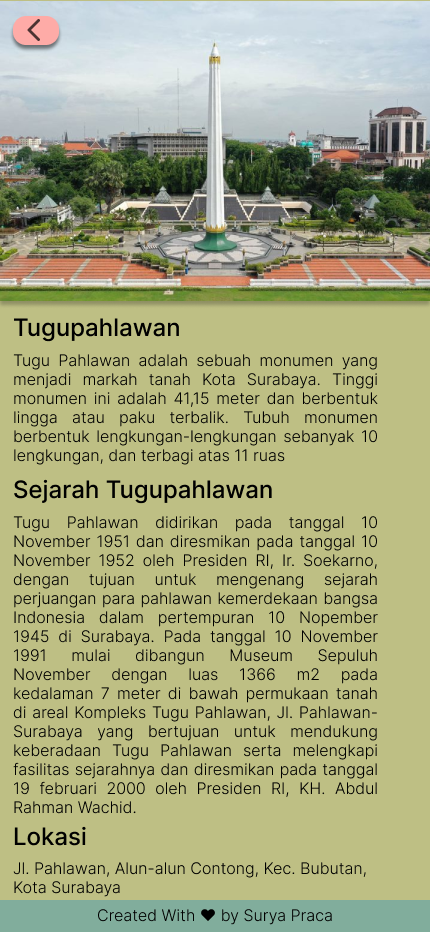 Tugupahlawan
Tugu Pahlawan adalah sebuah monumen yang
menjadi markah tanah Kota Surabaya. Tinggi
monumen ini adalah 41,15 meter dan berbentuk
lingga atau paku terbalik. Tubuh monumen
berbentuk lengkungan-lengkungan sebanyak 10
lengkungan, dan terbagi atas 11 ruas
Sejarah Tugupahlawan
Tugu Pahlawan didirikan pada tanggal 10
November 1951 dan diresmikan pada tanggal 10
November 1952 oleh Presiden RI, Ir. Soekarno,
dengan tujuan untuk mengenang sejarah
perjuangan para pahlawan kemerdekaan bangsa
Indonesia dalam pertempuran 10 Nopember
1945 di Surabaya. Pada tanggal 10 November
1991 mulai dibangun Museum Sepuluh
November dengan luas 1366 m2 pada
kedalaman 7 meter di bawah permukaan tanah
di areal Kompleks Tugu Pahlawan, Jl. Pahlawan-
Surabaya yang bertujuan untuk mendukung
keberadaan Tugu Pahlawan serta melengkapi
fasilitas sejarahnya dan diresmikan pada tanggal
19 februari 2000 oleh Presiden RI, KH. Abdul
Rahman Wachid.
Lokasi
Jl. Pahlawan, Alun-alun Contong, Kec. Bubutan,
Kota Surabaya
Created With ♥ by Surya Praca